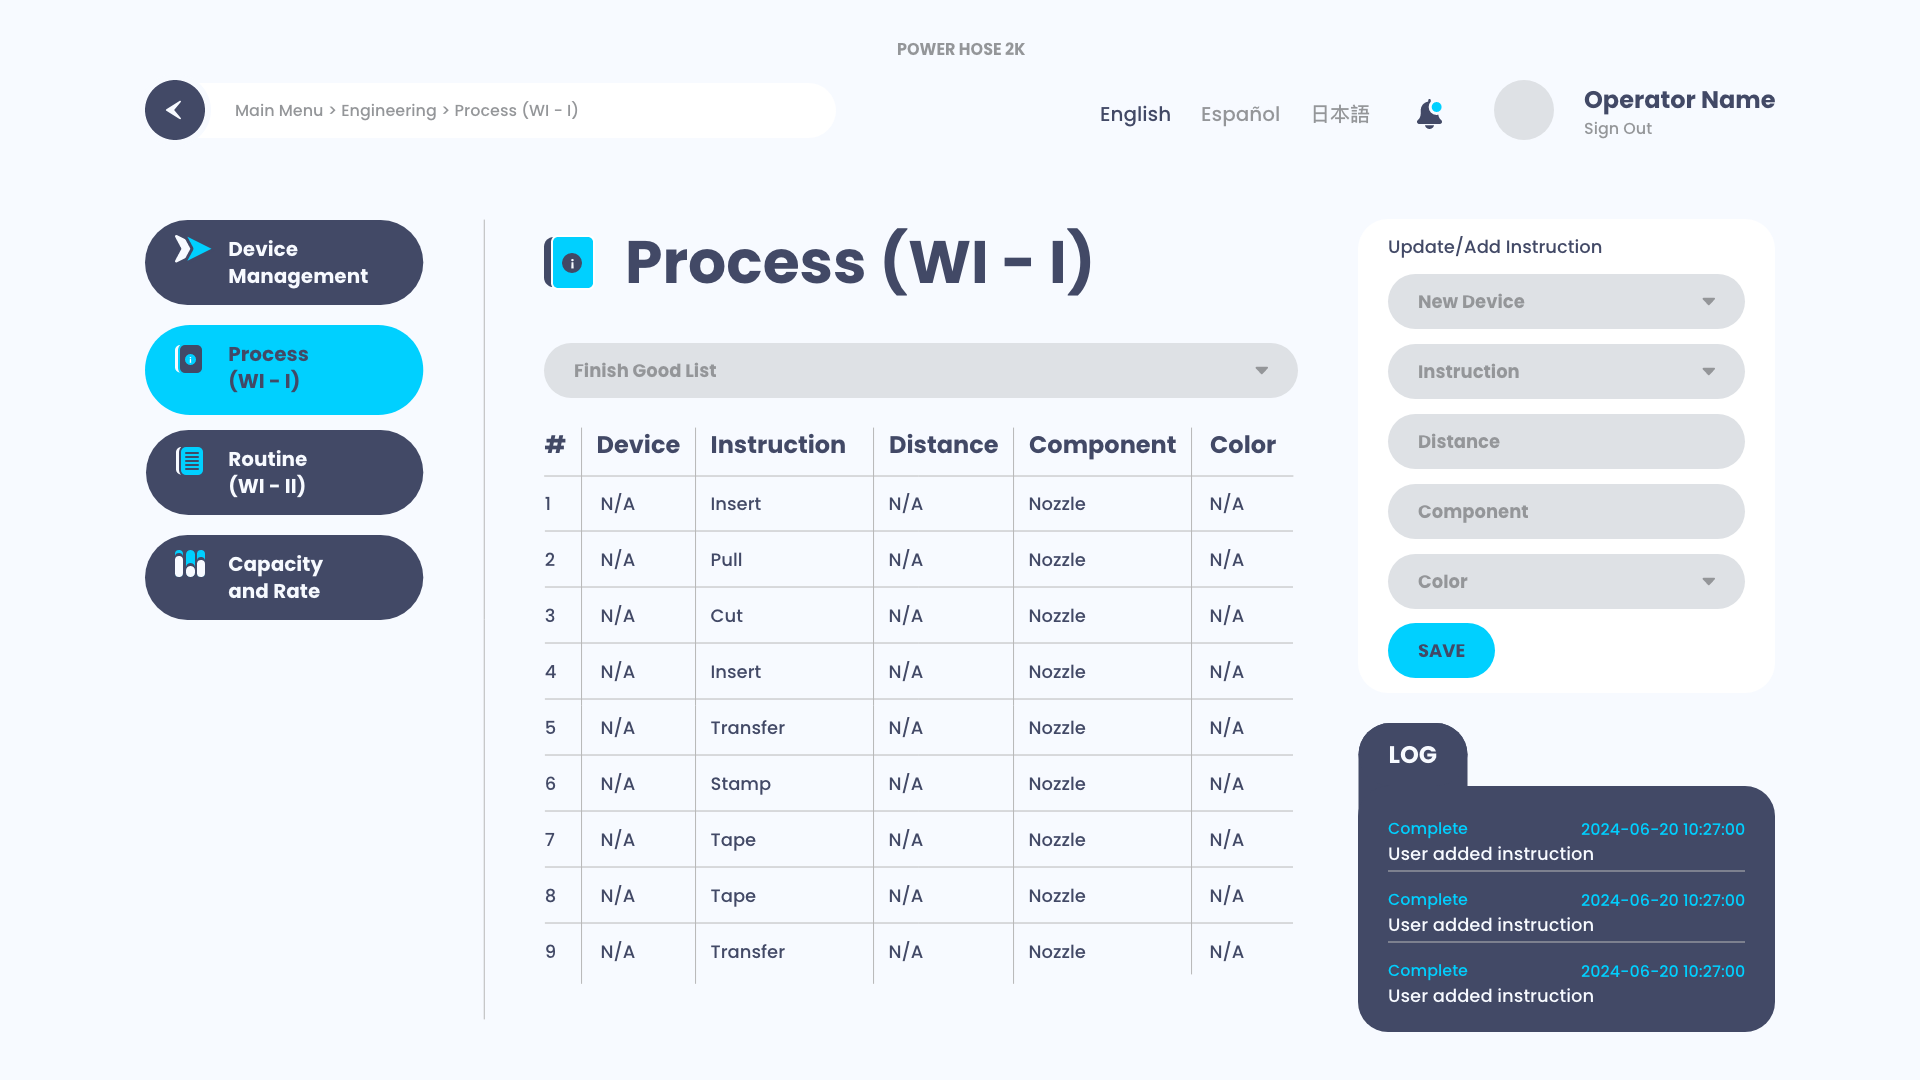 POWER HOSE 2K
Main Menu > Engineering > Process (WI - I)
English Español 日本語
Operator Name
Sign Out
Device
Management
Process
(WI - I)
Routine
(WI - II)
Capacity
and Rate
Process (WI - I)
Finish Good List
# Device Instruction Distance Component Color
1 N/A Insert N/A Nozzle N/A
2 N/A Pull N/A Nozzle N/A
3 N/A Cut N/A Nozzle N/A
4 N/A Insert N/A Nozzle N/A
5 N/A Transfer N/A Nozzle N/A
6 N/A Stamp N/A Nozzle N/A
7 N/A Tape N/A Nozzle N/A
8 N/A Tape N/A Nozzle N/A
9 N/A Transfer N/A Nozzle N/A
Update/Add Instruction
New Device
Instruction
Distance
Component
Color
SAVE
LOG
Complete 2024-06-20 10:27:00
User added instruction
Complete 2024-06-20 10:27:00
User added instruction
Complete 2024-06-20 10:27:00
User added instruction